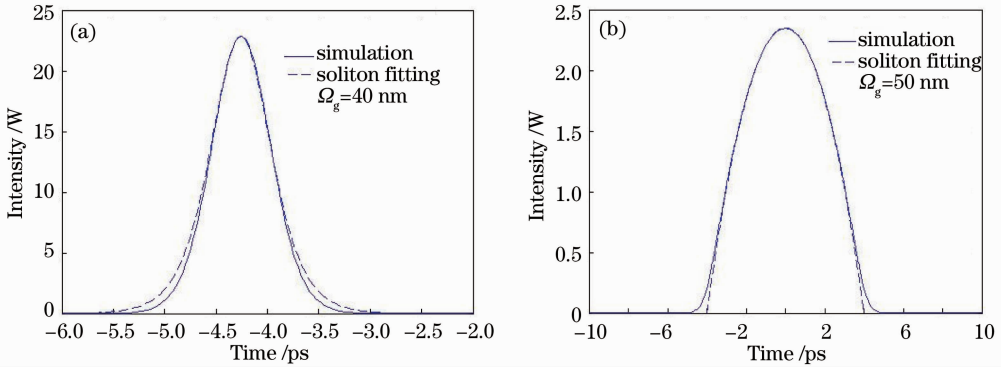 (a)
25
20
15
10
5
0
Intensity /W
simulation
soliton fitting
Ω_g=40 nm
−6.0 −5.5 −5.0 −4.5 −4.0 −3.5 −3.0 −2.5 −2.0
Time /ps
(b)
2.5
2.0
1.5
1.0
0.5
0
Intensity /W
simulation
soliton fitting
Ω_g=50 nm
−10 −6 −2 2 6 10
Time /ps